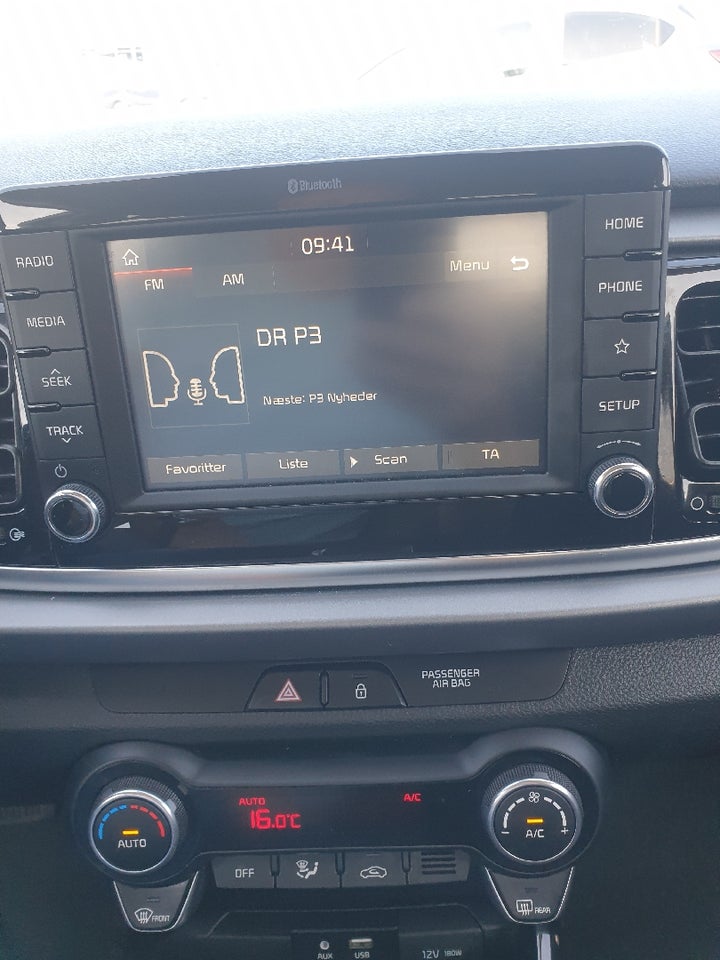 Bluetooth
RADIO
MEDIA
SEEK
TRACK
09:41
FM
AM
Menu
DR P3
Næste: P3 Nyheder
Favoritter
Liste
Scan
TA
HOME
PHONE
SETUP
PASSENGER
AIR BAG
AUTO
A/C
16.0°C
AUTO
- A/C +
OFF
FRONT
REAR
AUX
USB
12V 180W